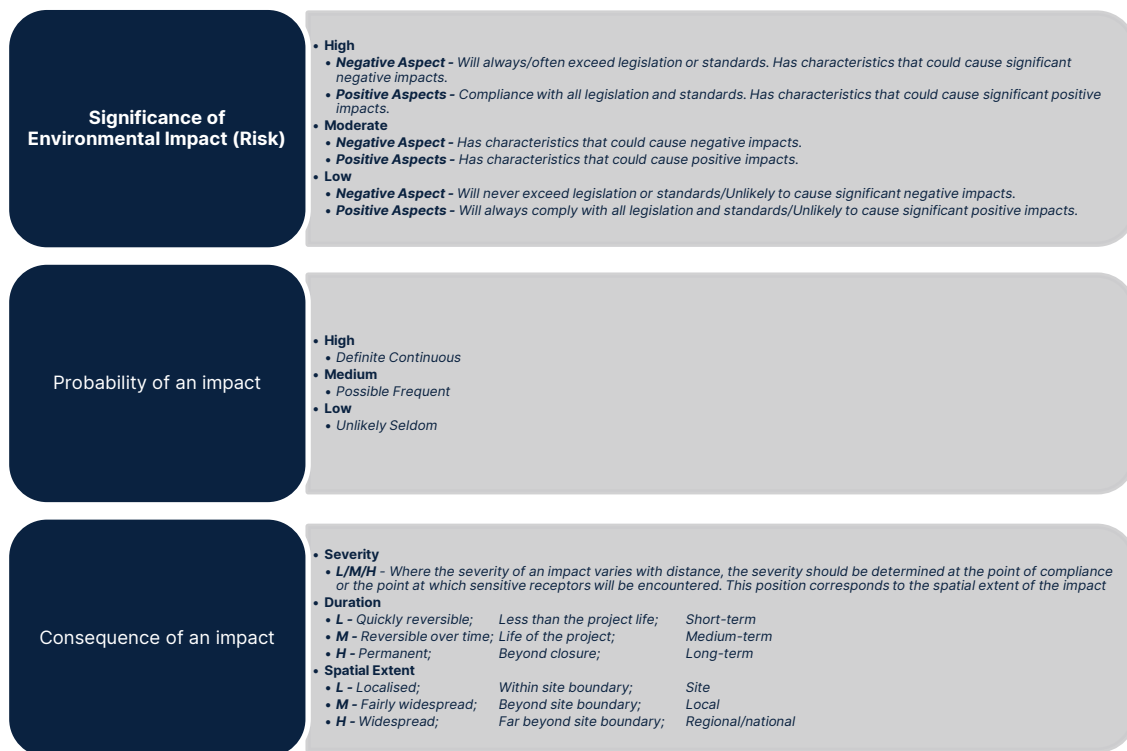 Significance of
Environmental Impact (Risk)
• High
• Negative Aspect - Will always/often exceed legislation or standards. Has characteristics that could cause significant
negative impacts.
• Positive Aspects - Compliance with all legislation and standards. Has characteristics that could cause significant positive
impacts.
• Moderate
• Negative Aspect - Has characteristics that could cause negative impacts.
• Positive Aspects - Has characteristics that could cause positive impacts.
• Low
• Negative Aspect - Will never exceed legislation or standards/Unlikely to cause significant negative impacts.
• Positive Aspects - Will always comply with all legislation and standards/Unlikely to cause significant positive impacts.
Probability of an impact
• High
• Definite Continuous
• Medium
• Possible Frequent
• Low
• Unlikely Seldom
Consequence of an impact
• Severity
• L/M/H - Where the severity of an impact varies with distance, the severity should be determined at the point of compliance
or the point at which sensitive receptors will be encountered. This position corresponds to the spatial extent of the impact
• Duration
• L - Quickly reversible; Less than the project life; Short-term
• M - Reversible over time; Life of the project; Medium-term
• H - Permanent; Beyond closure; Long-term
• Spatial Extent
• L - Localised; Within site boundary; Site
• M - Fairly widespread; Beyond site boundary; Local
• H - Widespread; Far beyond site boundary; Regional/national